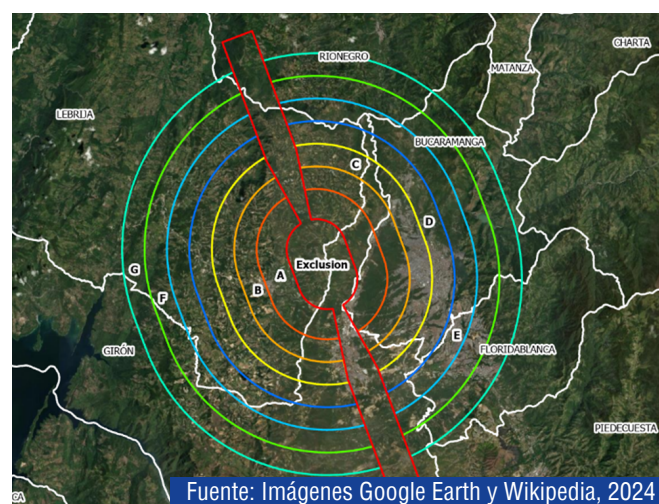 RIONEGRO
CHARTA
MATANZA
LEBRIJA
BUCARAMANGA
C
D
Exclusion
G
A
B
F
E
GIRÓN
FLORIDABLANCA
PIEDECUESTA
CA
Fuente: Imágenes Google Earth y Wikipedia, 2024